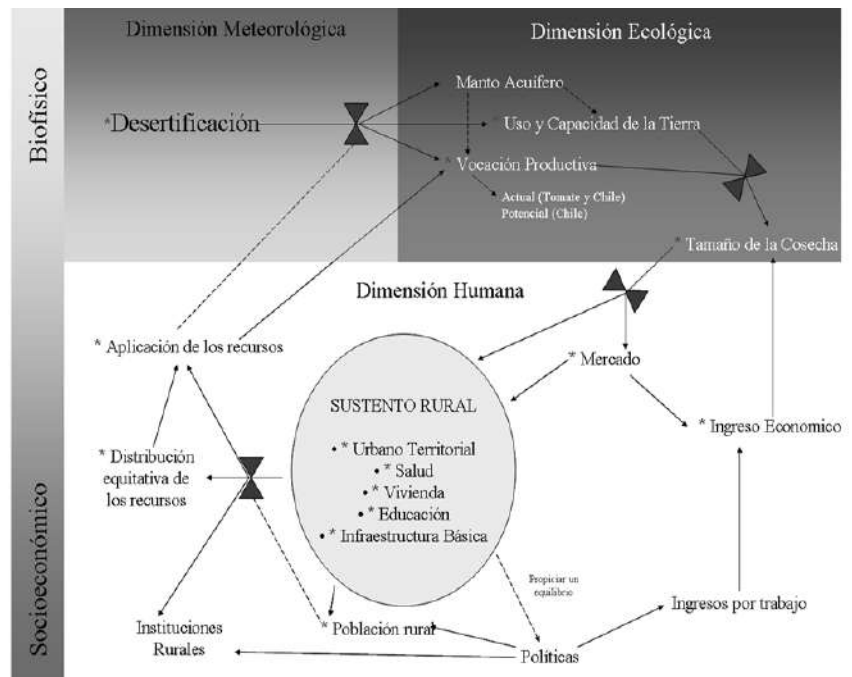 Dimensión Meteorológica
Dimensión Ecológica
Biofísico
Manto Acuifero
*Desertificación
* Uso y Capacidad de la Tierra
* Vocación Productiva
Actual (Tomate y Chile)
Potencial (Chile)
* Tamaño de la Cosecha
Dimensión Humana
* Aplicación de los recursos
* Mercado
SUSTENTO RURAL
* Ingreso Economico
• * Urbano Territorial
• * Salud
• * Vivienda
• * Educación
• * Infraestructura Básica
* Distribución
equitativa de
los recursos
Socioeconómico
Propiciar un
equilibrio
Ingresos por trabajo
Instituciones
Rurales
* Población rural
Políticas